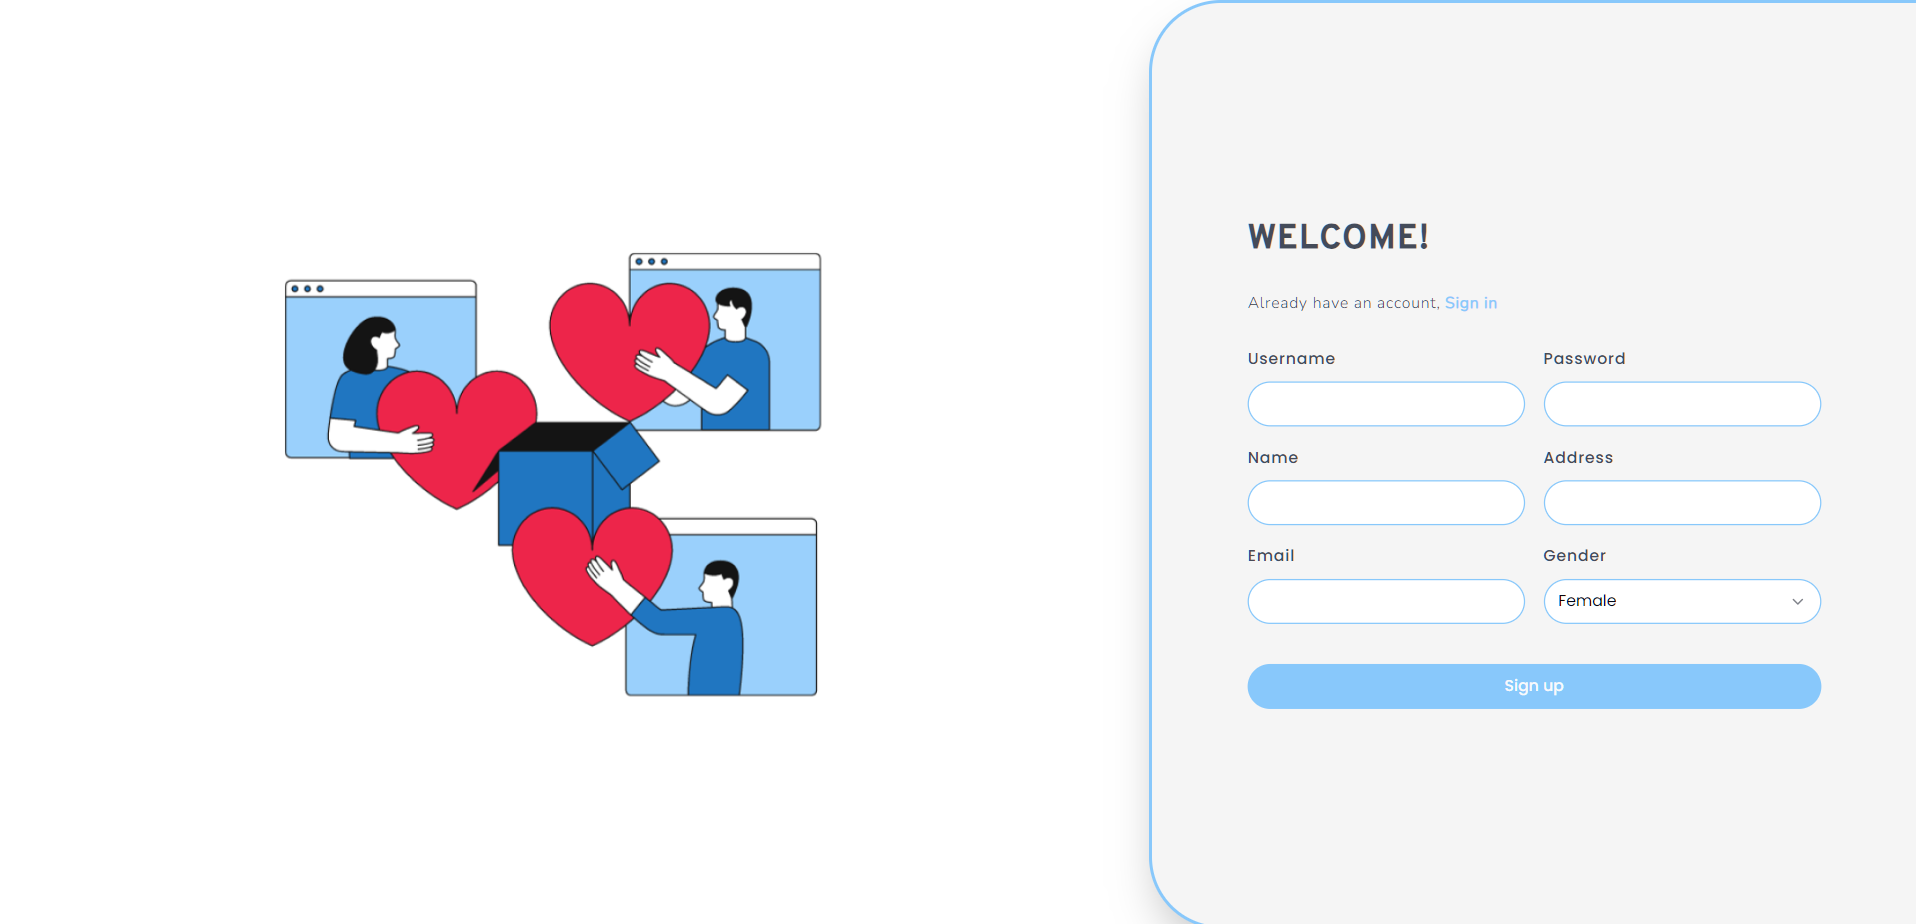 WELCOME!
Already have an account, Sign in
Username Password
Name Address
Email Gender
Female
Sign up